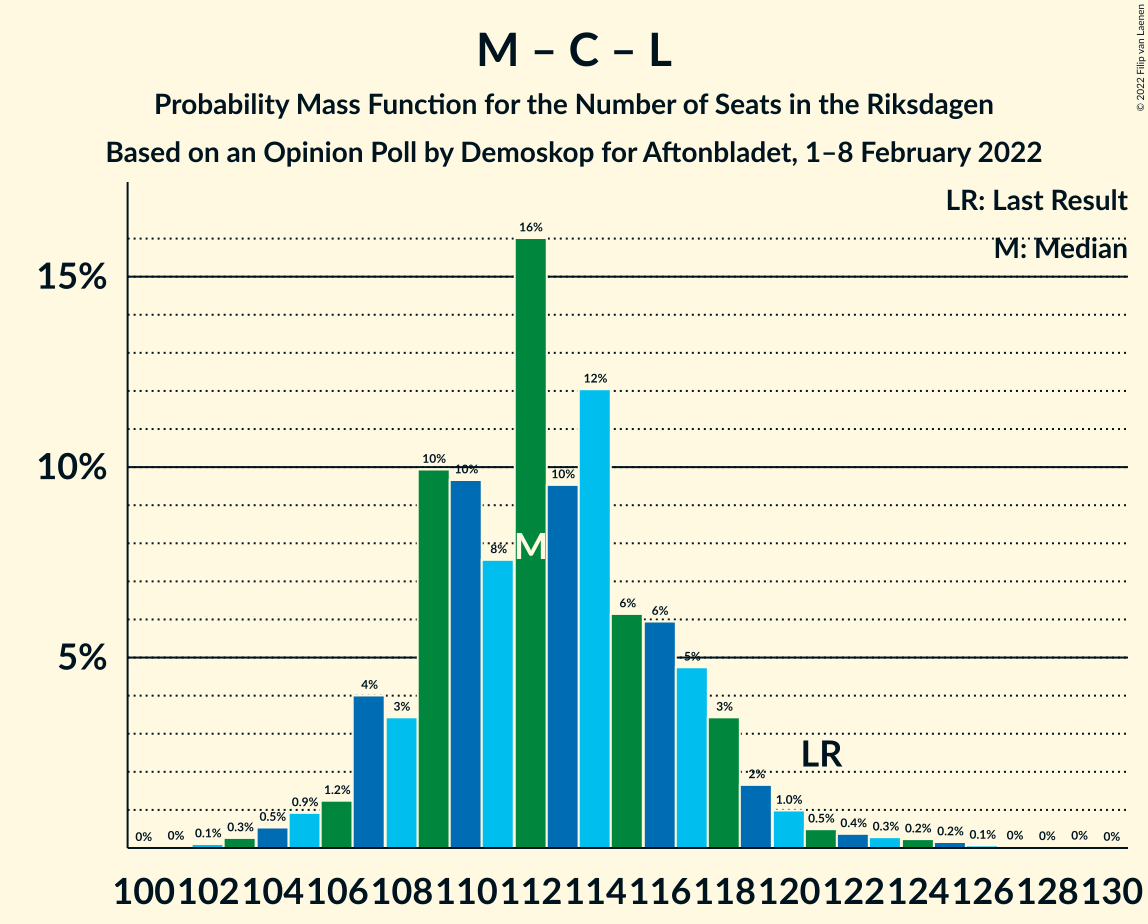 M – C – L
Probability Mass Function for the Number of Seats in the Riksdagen
Based on an Opinion Poll by Demoskop for Aftonbladet, 1–8 February 2022
© 2022 Filip van Laenen
LR: Last Result
M: Median
15%
10%
5%
0% 0% 0.1% 0.3% 0.5% 0.9% 1.2% 4% 3% 10% 10% 8% 16% 10% 12% 6% 6% 5% 3% 2% 1.0% 0.5% 0.4% 0.3% 0.2% 0.2% 0.1% 0% 0% 0% 0%
M
LR
100 102 104 106 108 110 112 114 116 118 120 122 124 126 128 130